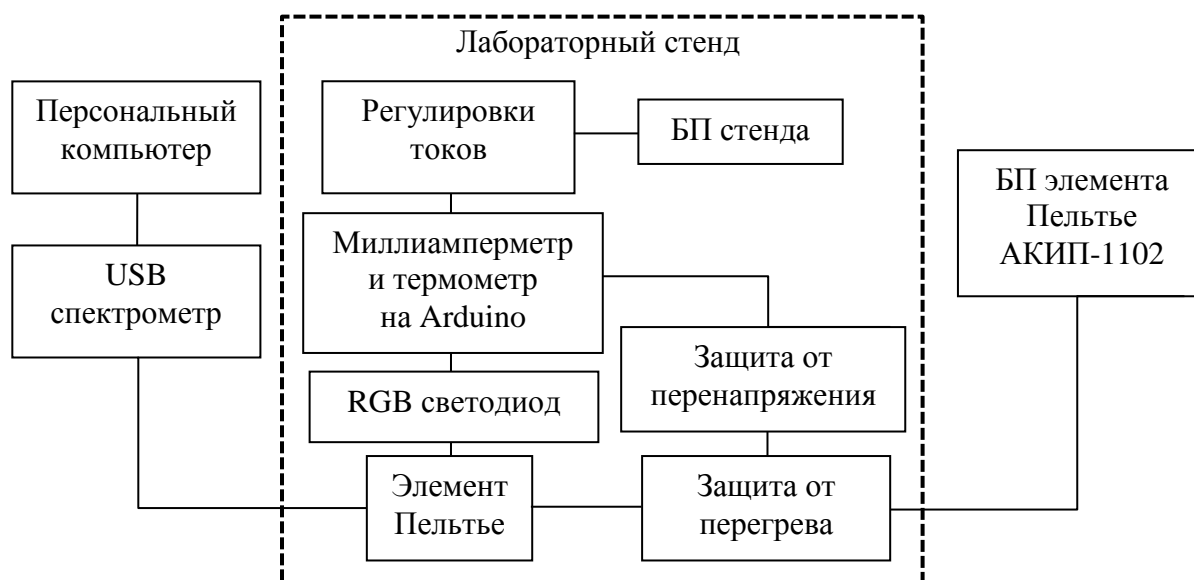 Лабораторный стенд
Персональный
компьютер
Регулировки
токов
БП стенда
БП элемента
Пельтье
АКИП-1102
USB
спектрометр
Миллиамперметр
и термометр
на Arduino
Защита от
перенапряжения
RGB светодиод
Элемент
Пельтье
Защита от
перегрева